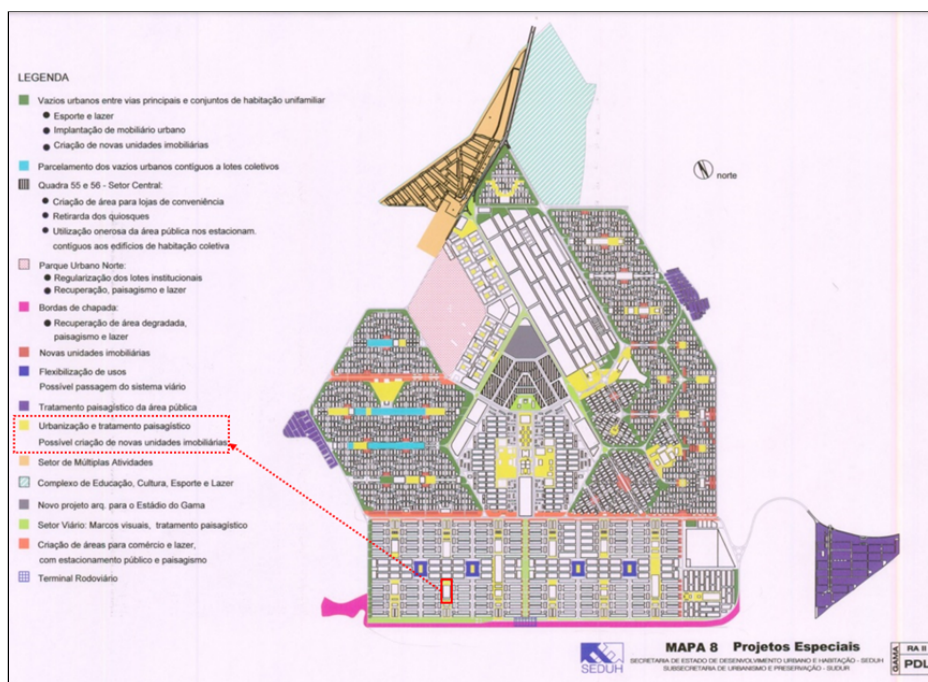 LEGENDA
Vazios urbanos entre vias principais e conjuntos de habitação unifamiliar
Esporte e lazer
Implantação de mobiliário urbano
Criação de novas unidades imobiliárias
Parcelamento dos vazios urbanos contíguos a lotes coletivos
Quadra 55 e 56 - Setor Central:
Criação de área para lojas de conveniência
Retirarda dos quiosques
Utilização onerosa da área pública nos estacionam.
contíguos aos edifícios de habitação coletiva
Parque Urbano Norte:
Regularização dos lotes institucionais
Recuperação, paisagismo e lazer
Bordas de chapada:
Recuperação de área degradada,
paisagismo e lazer
Novas unidades imobiliárias
Flexibilização de usos
Possível passagem do sistema viário
Tratamento paisagístico da área pública
Urbanização e tratamento paisagístico
Possível criação de novas unidades imobiliárias
Setor de Múltiplas Atividades
Complexo de Educação, Cultura, Esporte e Lazer
Novo projeto arq. para o Estádio do Gama
Setor Viário: Marcos visuais, tratamento paisagístico
Criação de áreas para comércio e lazer,
com estacionamento público e paisagismo
Terminal Rodoviário
norte
SEDUH
MAPA 8 Projetos Especiais
SECRETARIA DE ESTADO DE DESENVOLVIMENTO URBANO E HABITAÇÃO - SEDUH
SUBSECRETARIA DE URBANISMO E PRESERVAÇÃO - SUDUR
GAMA
RA II
PDL